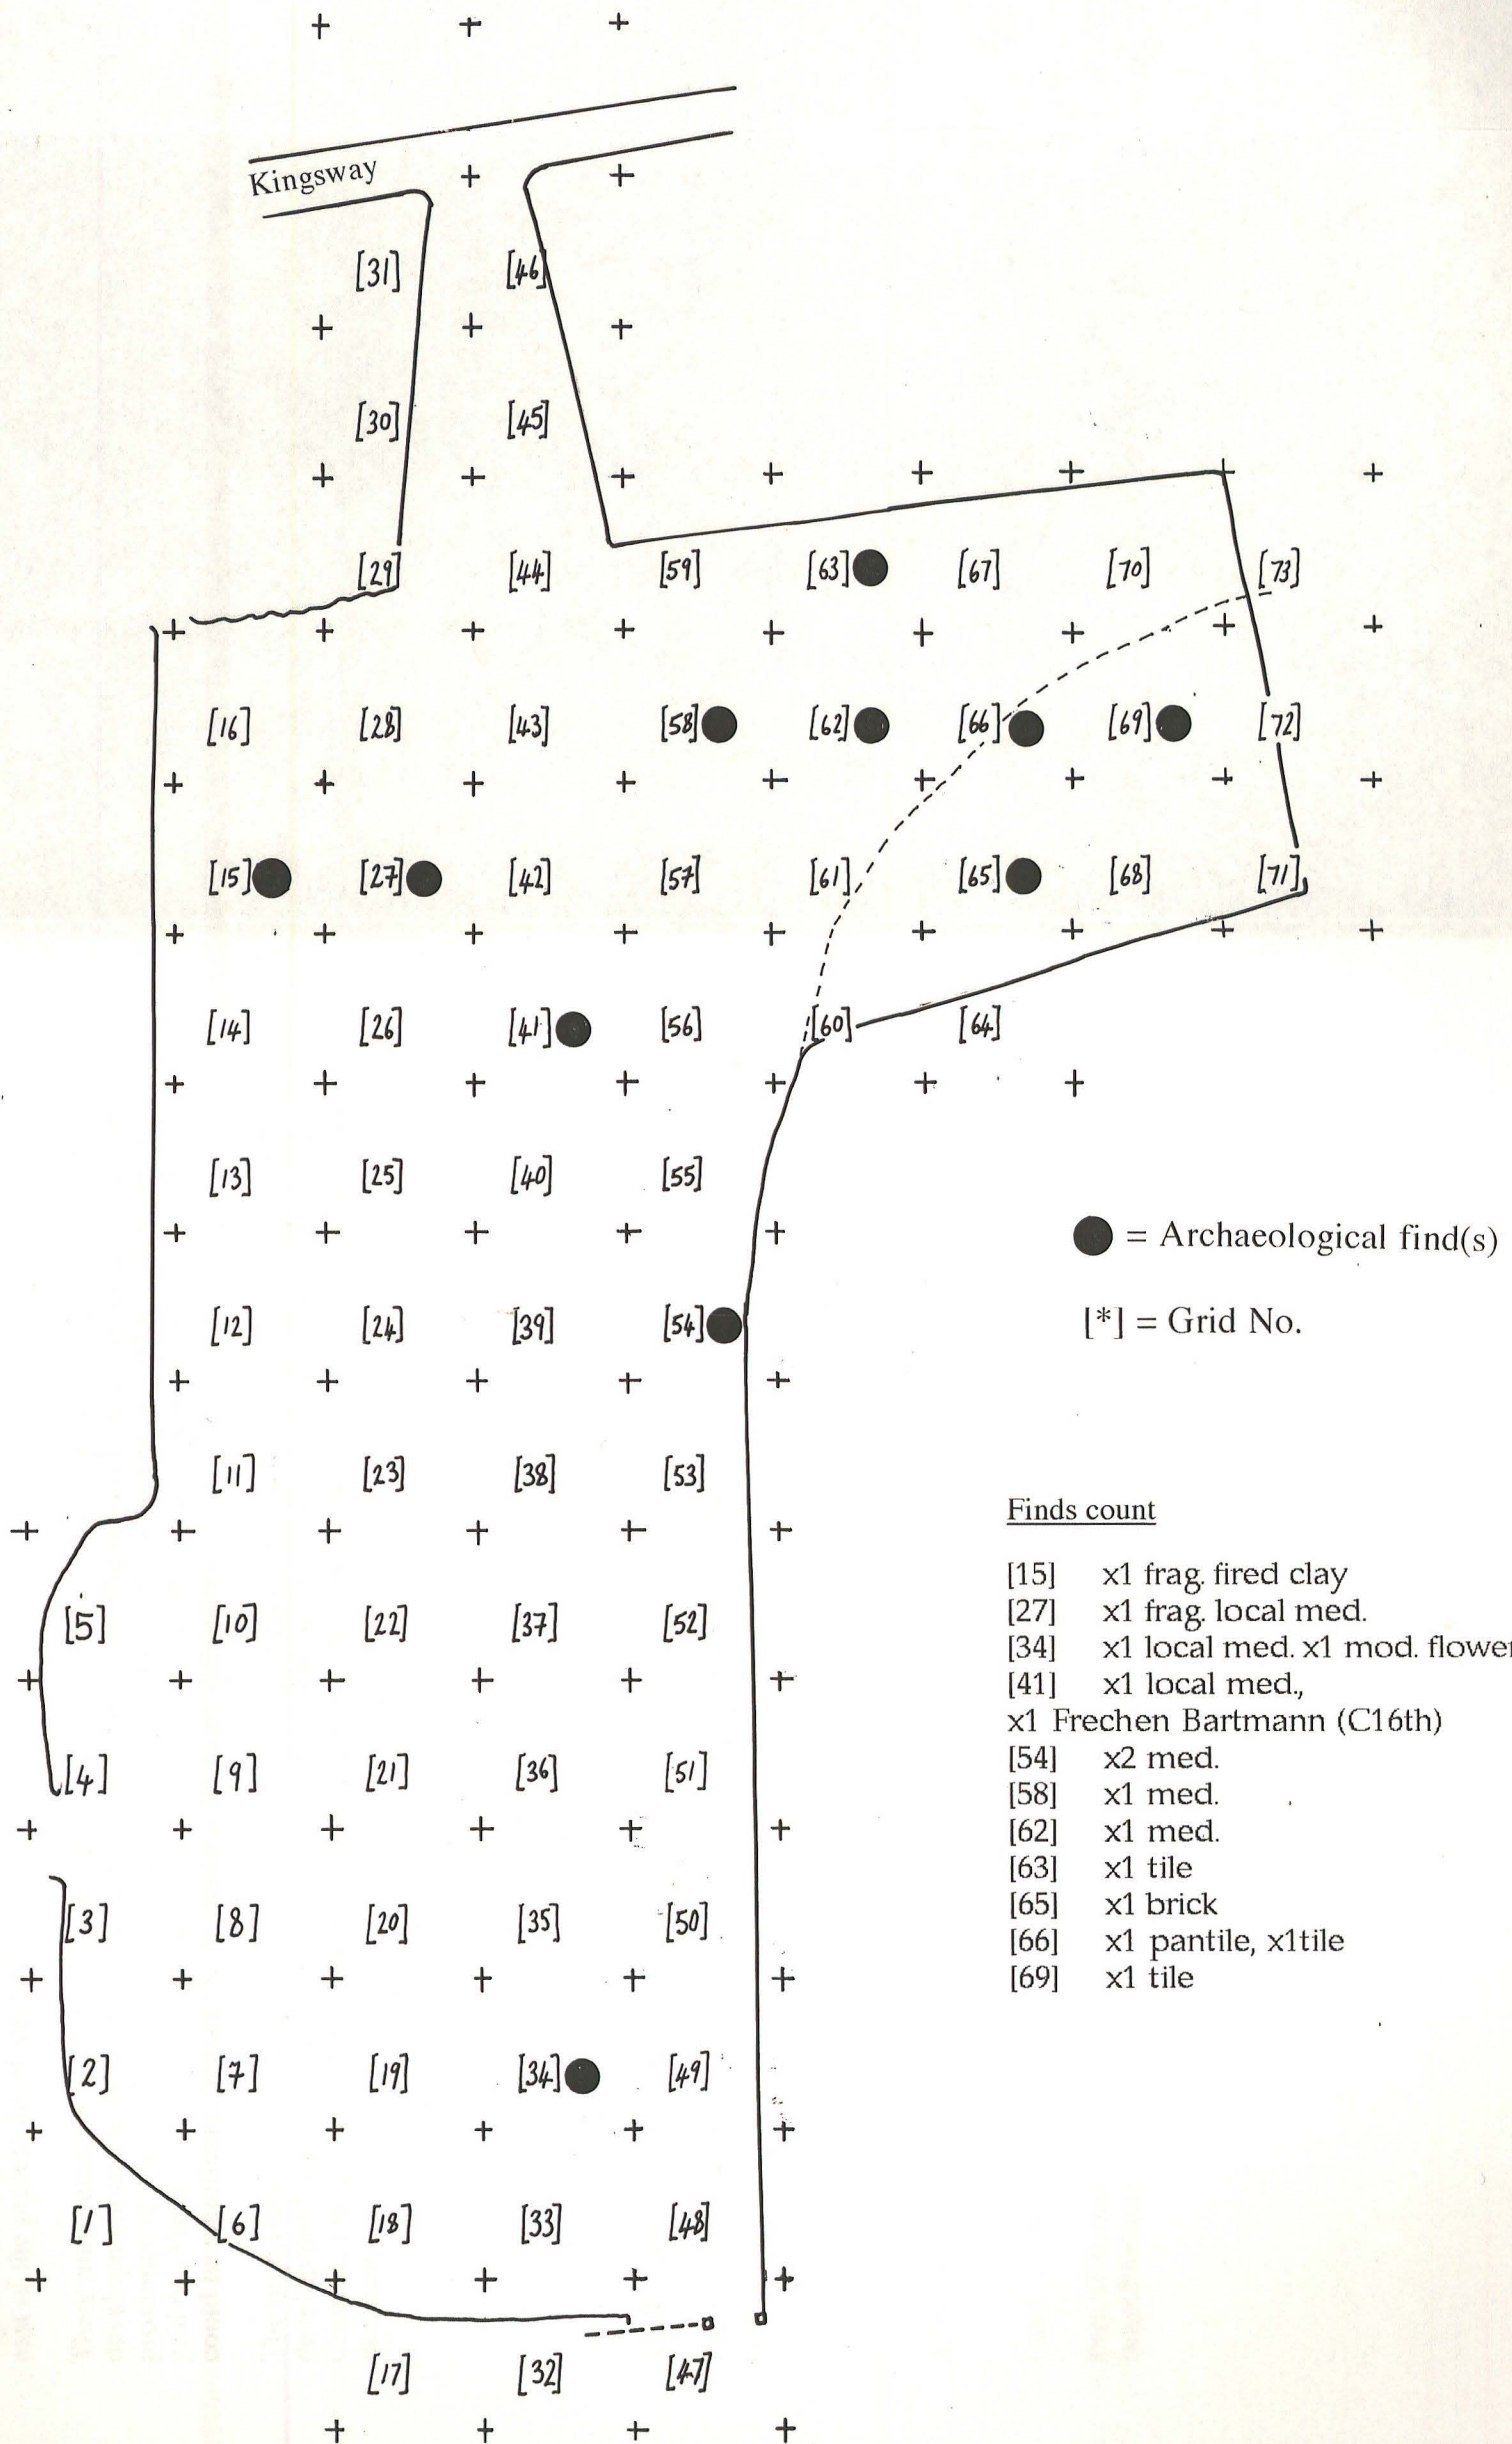 Kingsway
[31] [46]
[30] [45]
[29] [44] [59] [63] [67] [70] [73]
[16] [28] [43] [58] [62] [66] [69] [72]
[15] [27] [42] [57] [61] [65] [68] [71]
[14] [26] [41] [56] [60] [64]
[13] [25] [40] [55]
= Archaeological find(s)
[12] [24] [39] [54]
[*] = Grid No.
[11] [23] [38] [53]
[5] [10] [22] [37] [52]
[4] [9] [21] [36] [51]
[3] [8] [20] [35] [50]
[2] [7] [19] [34] [49]
[1] [6] [18] [33] [48]
[17] [32] [47]
Finds count
[15] x1 frag. fired clay
[27] x1 frag. local med.
[34] x1 local med. x1 mod. flower
[41] x1 local med.,
x1 Frechen Bartmann (C16th)
[54] x2 med.
[58] x1 med.
[62] x1 med.
[63] x1 tile
[65] x1 brick
[66] x1 pantile, x1tile
[69] x1 tile